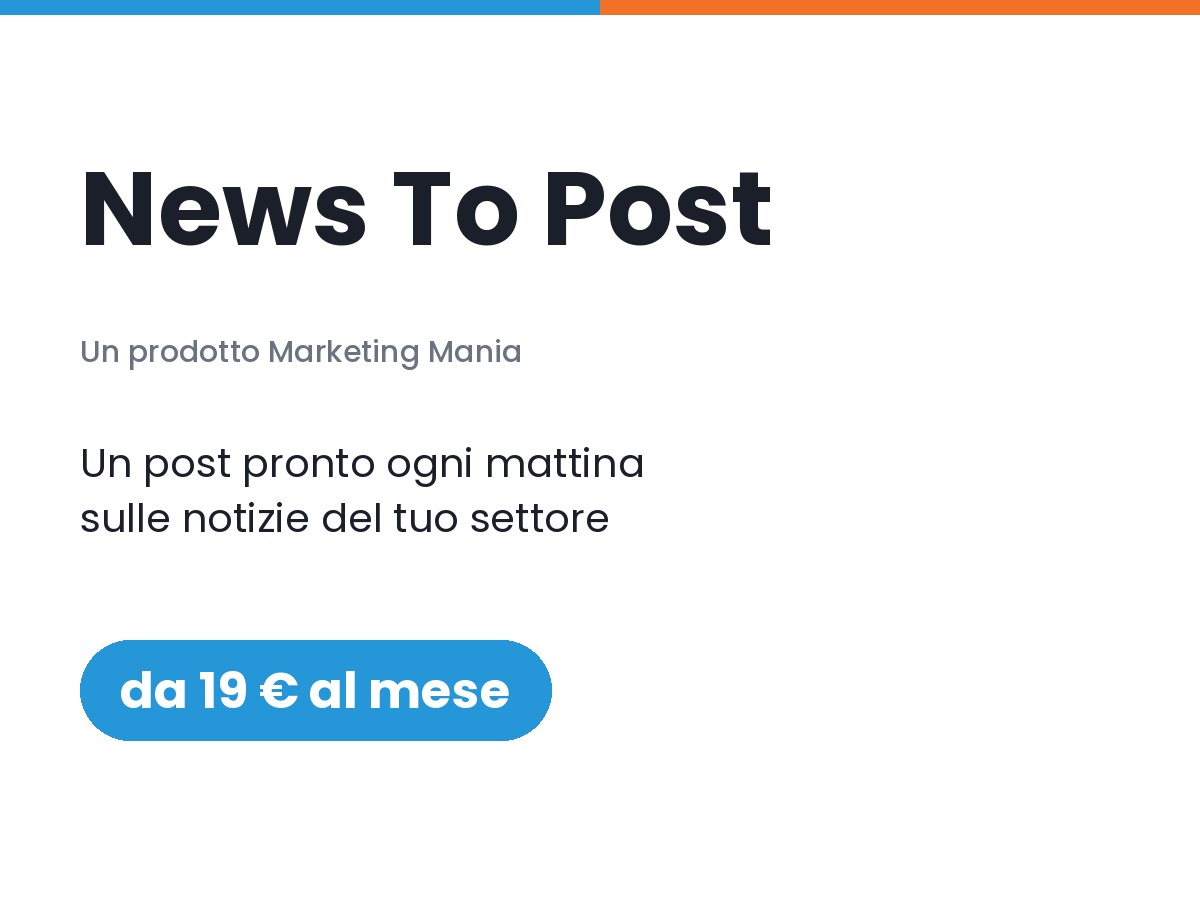 News To Post
Un prodotto Marketing Mania
Un post pronto ogni mattina
sulle notizie del tuo settore
da 19 € al mese